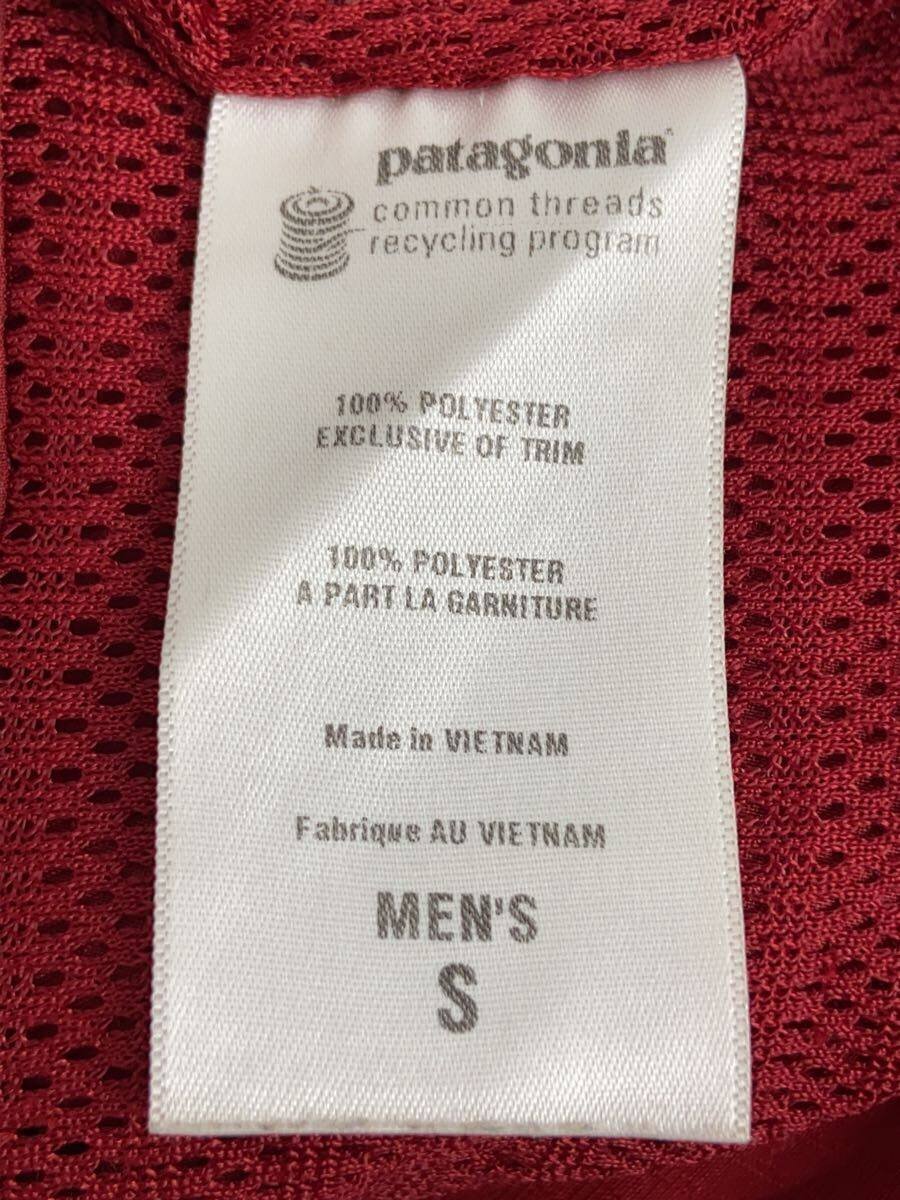 patagonia
common threads
recycling program
100% POLYESTER
EXCLUSIVE OF TRIM
100% POLYESTER
A PART LA GARNITURE
Made in VIETNAM
Fabrique AU VIETNAM
MEN'S
S